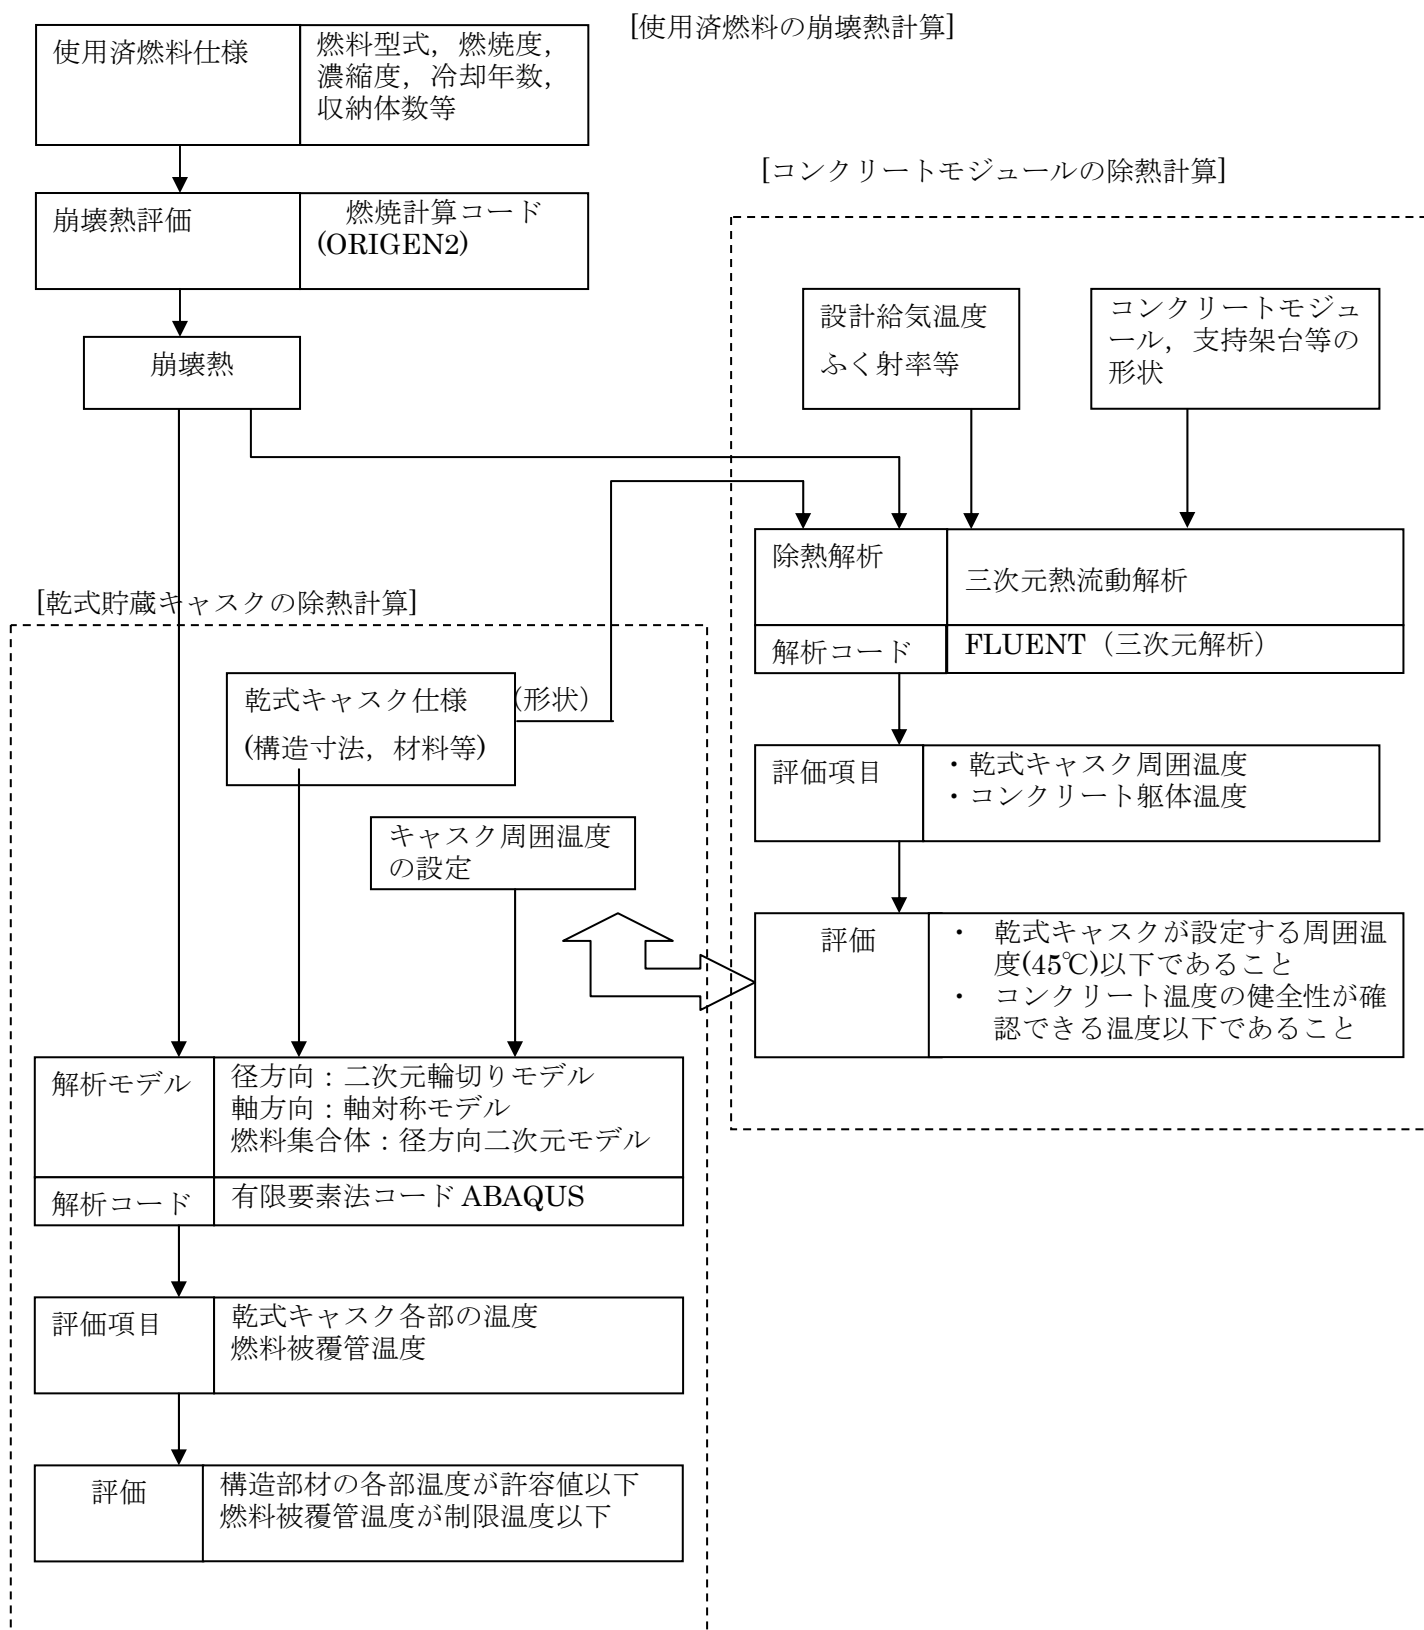 [使用済燃料の崩壊熱計算]
使用済燃料仕様
燃料型式，燃焼度，
濃縮度，冷却年数，
収納体数等
崩壊熱評価
燃焼計算コード
(ORIGEN2)
崩壊熱
[コンクリートモジュールの除熱計算]
設計給気温度
ふく射率等
コンクリートモジュ
ール，支持架台等の
形状
除熱解析
三次元熱流動解析
解析コード
FLUENT（三次元解析）
評価項目
・乾式キャスク周囲温度
・コンクリート躯体温度
評価
・ 乾式キャスクが設定する周囲温
度(45℃)以下であること
・ コンクリート温度の健全性が確
認できる温度以下であること
[乾式貯蔵キャスクの除熱計算]
乾式キャスク仕様
(構造寸法，材料等)
（形状）
キャスク周囲温度
の設定
解析モデル
径方向：二次元輪切りモデル
軸方向：軸対称モデル
燃料集合体：径方向二次元モデル
解析コード
有限要素法コード ABAQUS
評価項目
乾式キャスク各部の温度
燃料被覆管温度
評価
構造部材の各部温度が許容値以下
燃料被覆管温度が制限温度以下